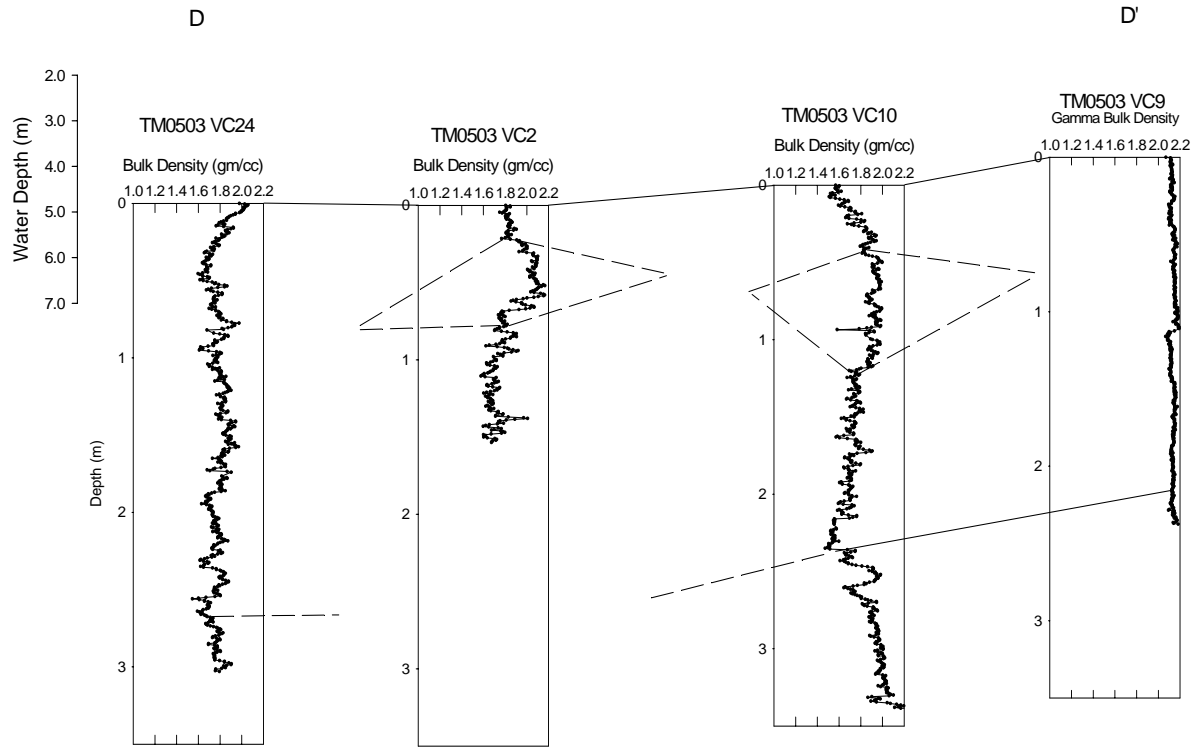 D
D'
Water Depth (m)
2.0
3.0
4.0
5.0
6.0
7.0
TM0503 VC24
Bulk Density (gm/cc)
1.0 1.2 1.4 1.6 1.8 2.0 2.2
0
1
2
3
Depth (m)
TM0503 VC2
Bulk Density (gm/cc)
1.0 1.2 1.4 1.6 1.8 2.0 2.2
0
1
2
3
TM0503 VC10
Bulk Density (gm/cc)
1.0 1.2 1.4 1.6 1.8 2.0 2.2
0
1
2
3
TM0503 VC9
Gamma Bulk Density
1.0 1.2 1.4 1.6 1.8 2.0 2.2
0
1
2
3